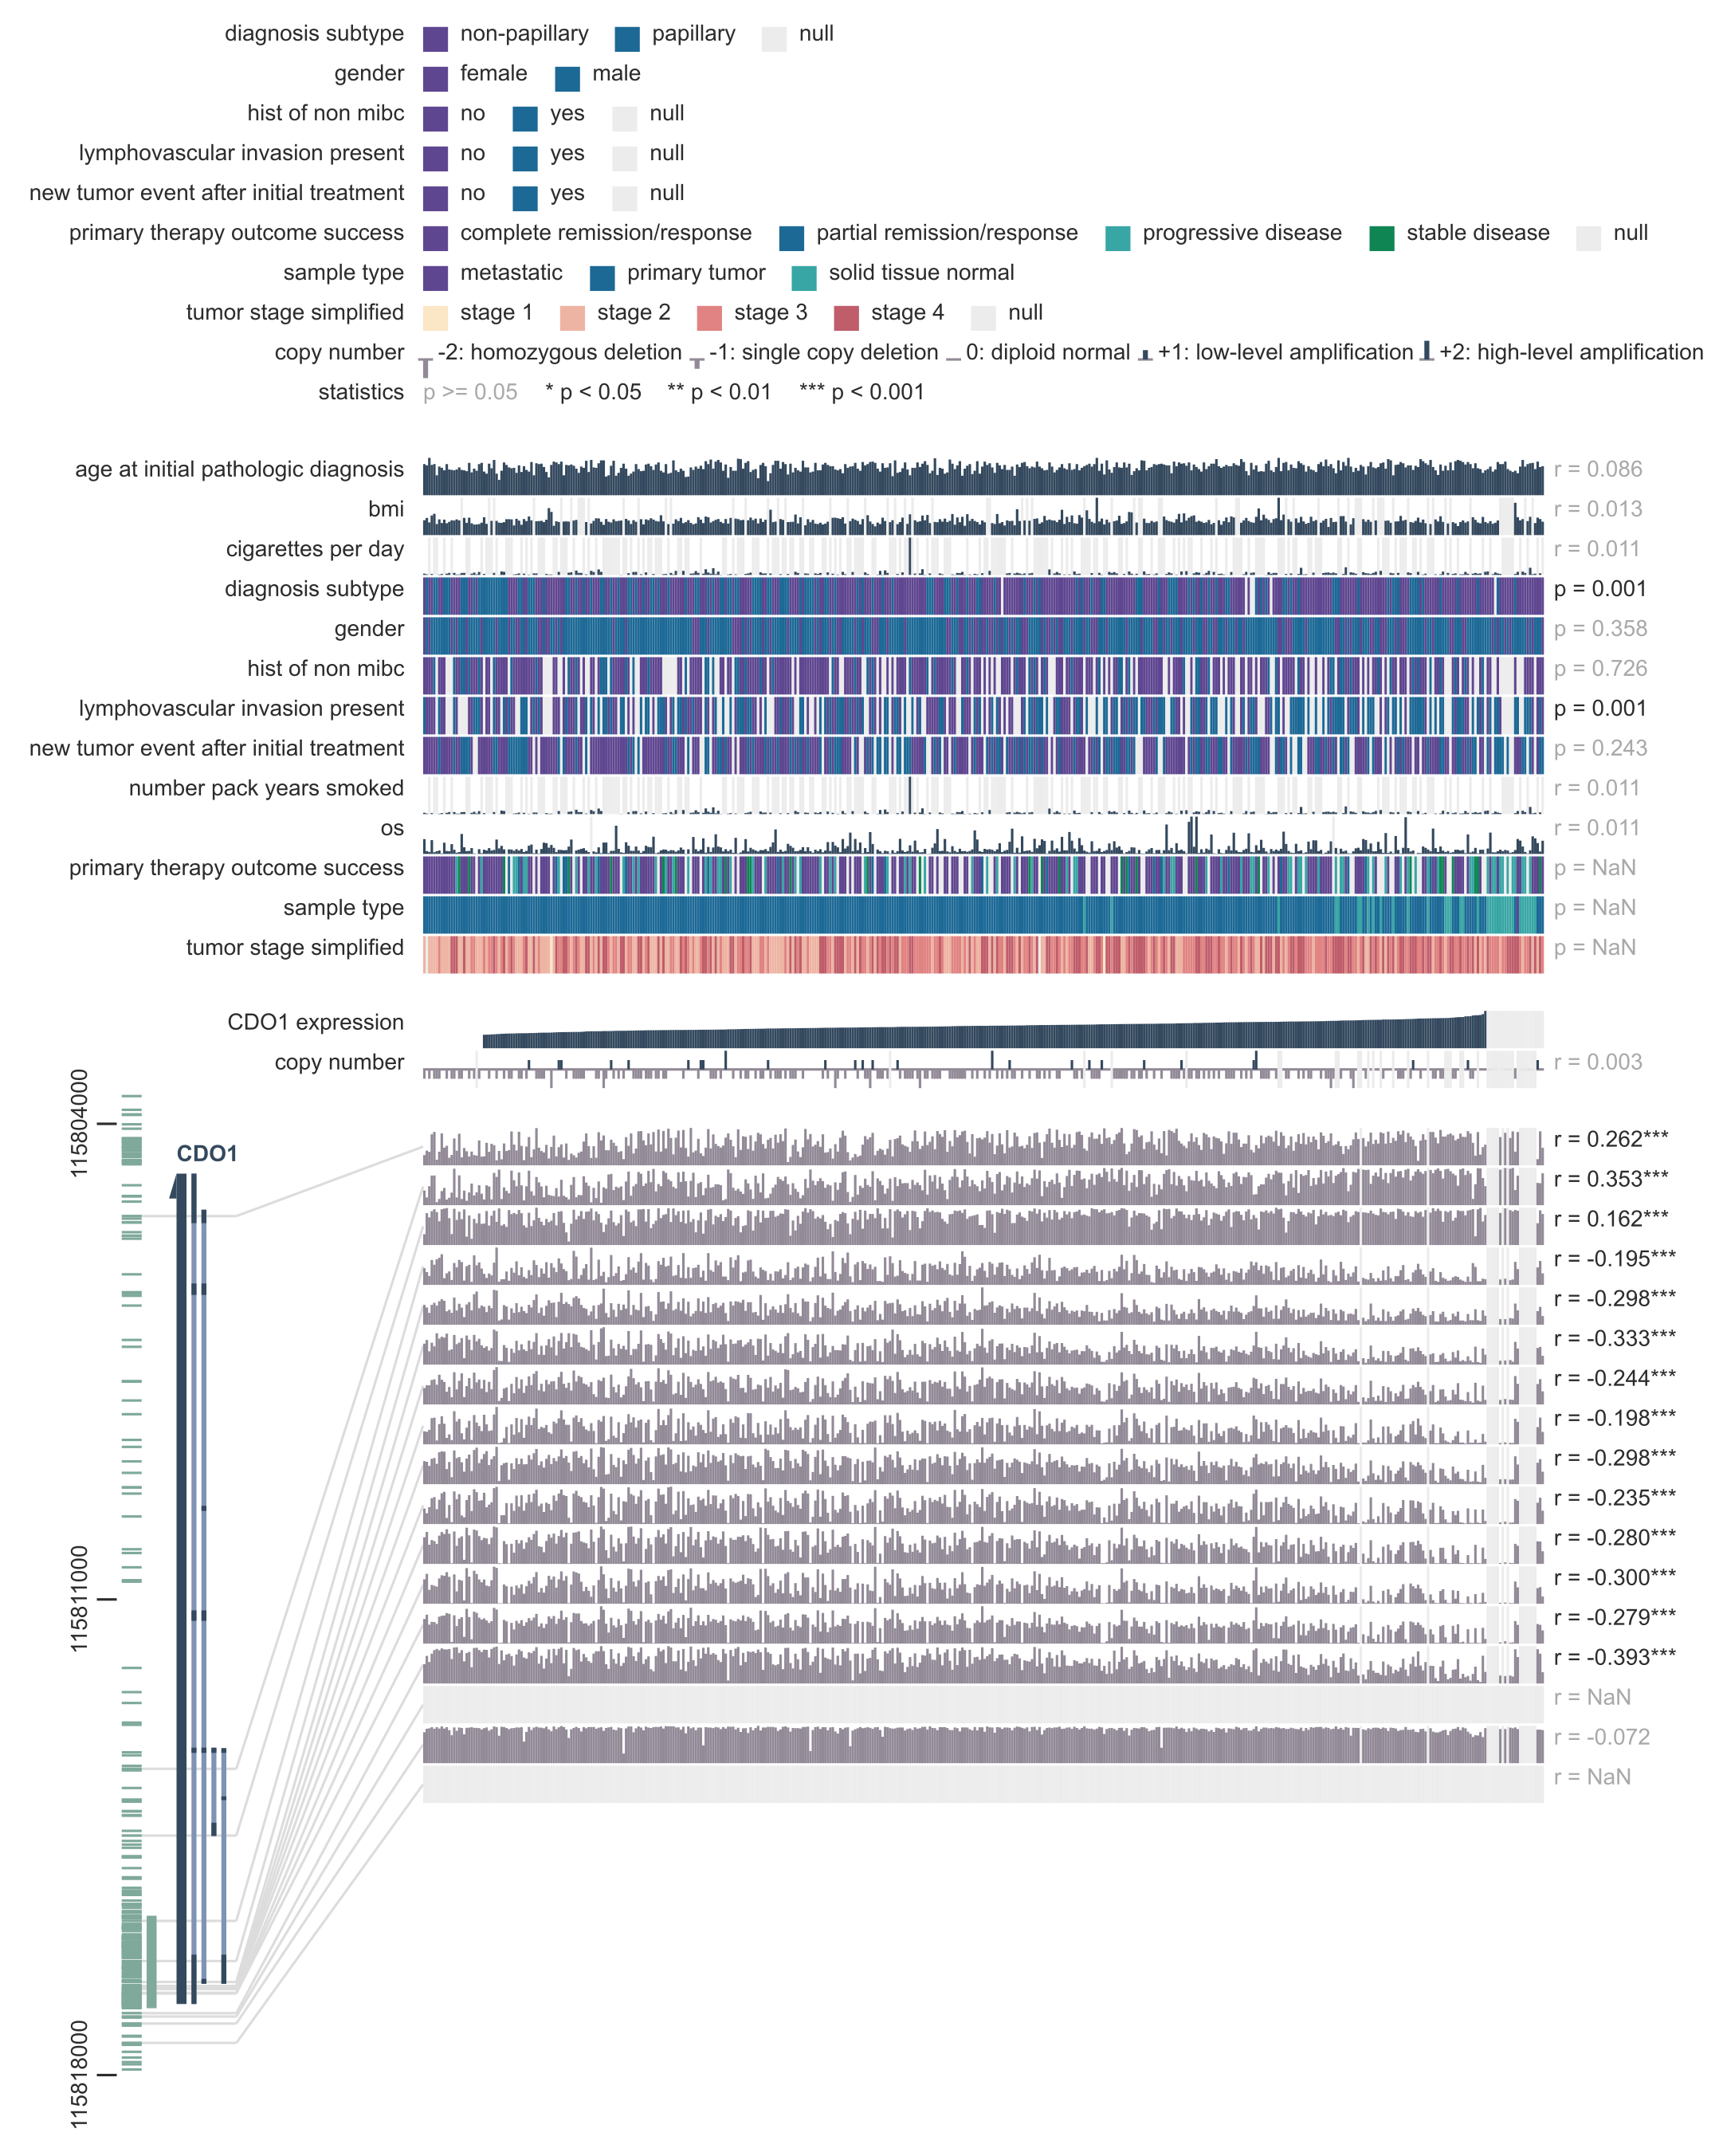 diagnosis subtype non-papillary papillary null
gender female male
hist of non mibc no yes null
lymphovascular invasion present no yes null
new tumor event after initial treatment no yes null
primary therapy outcome success complete remission/response partial remission/response progressive disease stable disease null
sample type metastatic primary tumor solid tissue normal
tumor stage simplified stage 1 stage 2 stage 3 stage 4 null
copy number -2: homozygous deletion -1: single copy deletion 0: diploid normal +1: low-level amplification +2: high-level amplification
statistics p >= 0.05 * p < 0.05 ** p < 0.01 *** p < 0.001
age at initial pathologic diagnosis r = 0.086
bmi r = 0.013
cigarettes per day r = 0.011
diagnosis subtype p = 0.001
gender p = 0.358
hist of non mibc p = 0.726
lymphovascular invasion present p = 0.001
new tumor event after initial treatment p = 0.243
number pack years smoked r = 0.011
os r = 0.011
primary therapy outcome success p = NaN
sample type p = NaN
tumor stage simplified p = NaN
CDO1 expression
copy number r = 0.003
115804000
CDO1
r = 0.262***
r = 0.353***
r = 0.162***
r = -0.195***
r = -0.298***
r = -0.333***
r = -0.244***
r = -0.198***
r = -0.298***
r = -0.235***
r = -0.280***
115811000
r = -0.300***
r = -0.279***
r = -0.393***
r = NaN
r = -0.072
r = NaN
115818000